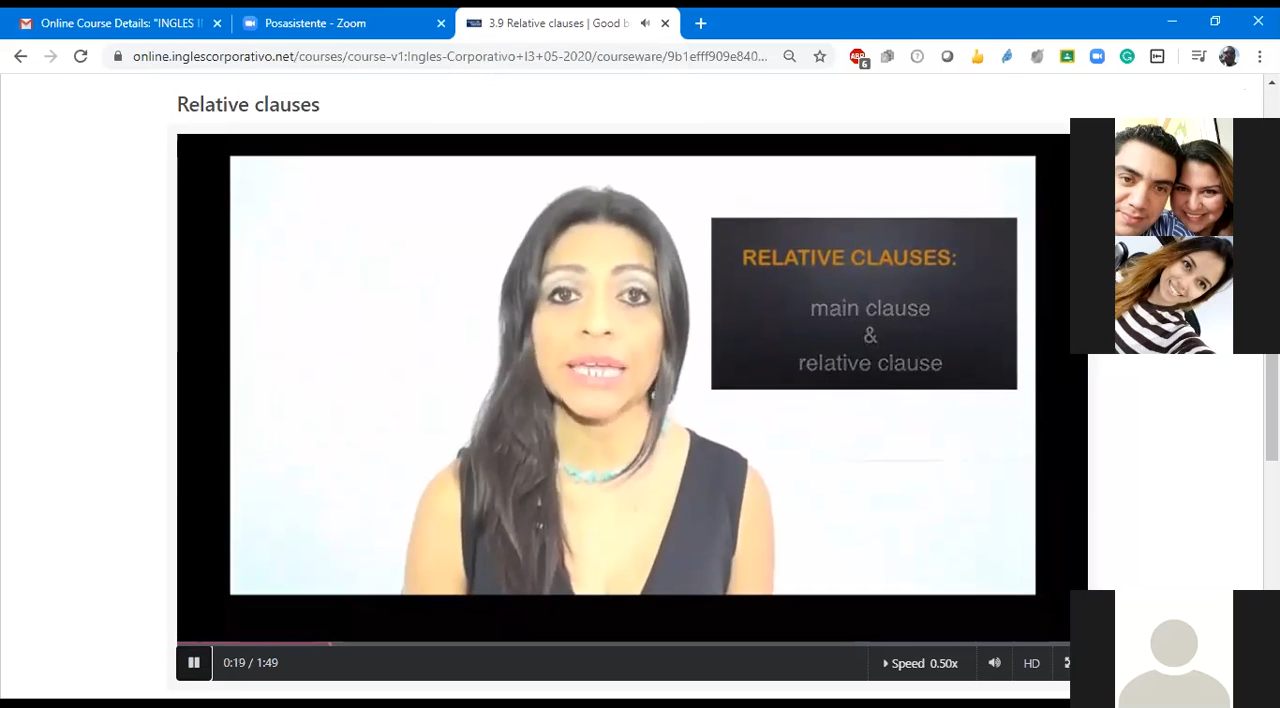 Online Course Details: "INGLES I
Posasistente - Zoom
3.9 Relative clauses | Good b
online.inglescorporativo.net/courses/course-v1:Ingles-Corporativo+I3+05-2020/courseware/9b1efff909e840...
ABP
6
Relative clauses
RELATIVE CLAUSES:
main clause
&
relative clause
0:19 / 1:49
Speed 0.50x
HD